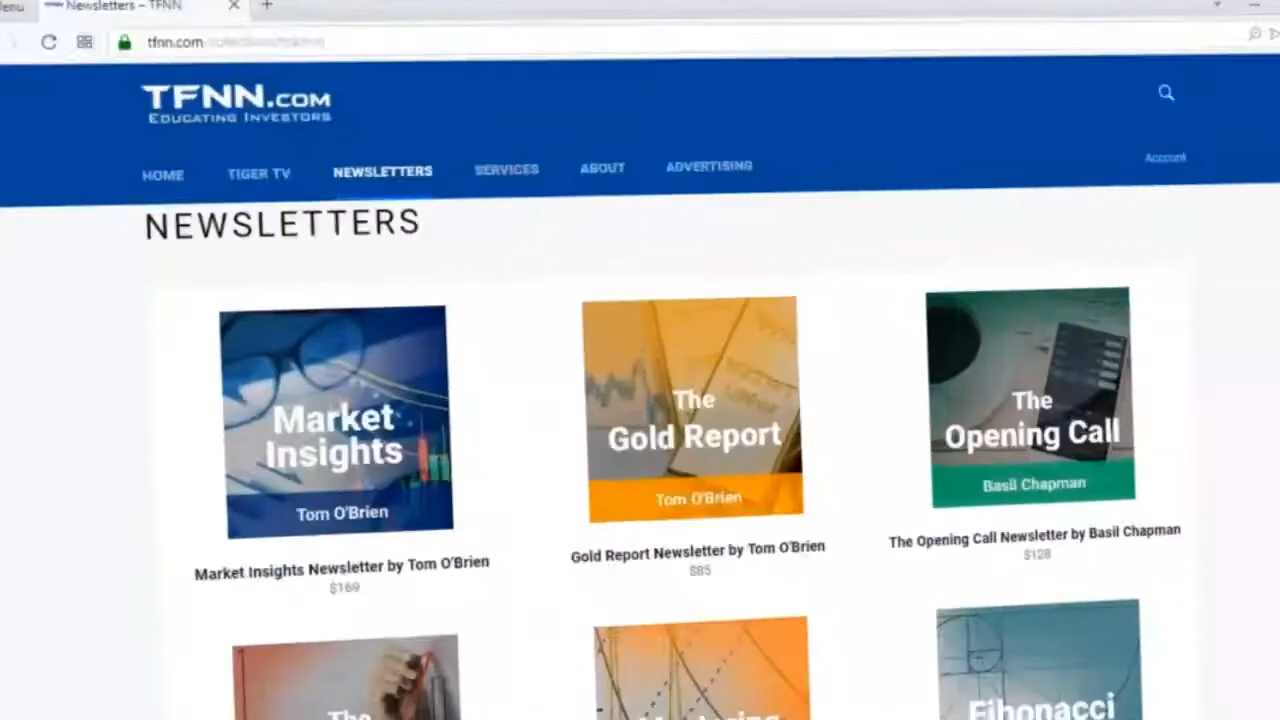 Newsletters – TFNN
tfnn.com
TFNN.COM
EDUCATING INVESTORS
Account
HOME TIGER TV NEWSLETTERS SERVICES ABOUT ADVERTISING
NEWSLETTERS
Market
Insights
Tom O'Brien
The
Gold Report
Tom O'Brien
The
Opening Call
Basil Chapman
Market Insights Newsletter by Tom O'Brien
$169
Gold Report Newsletter by Tom O'Brien
$85
The Opening Call Newsletter by Basil Chapman
$128
The
Fibonacci